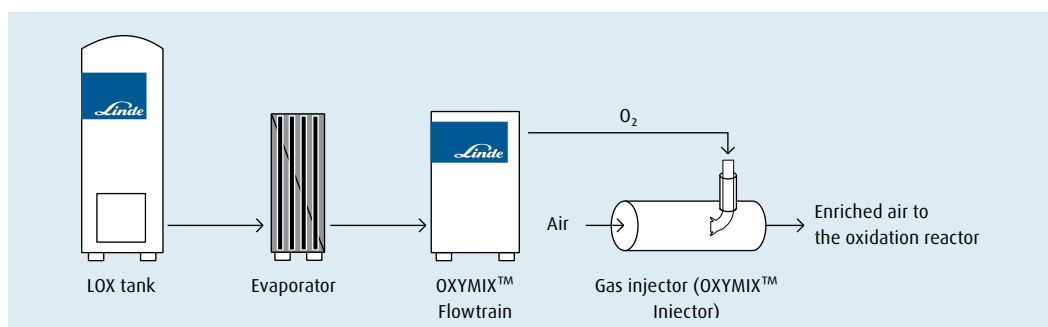 Linde
Linde
O₂
Air
Enriched air to
the oxidation reactor
LOX tank
Evaporator
OXYMIX™
Flowtrain
Gas injector (OXYMIX™
Injector)